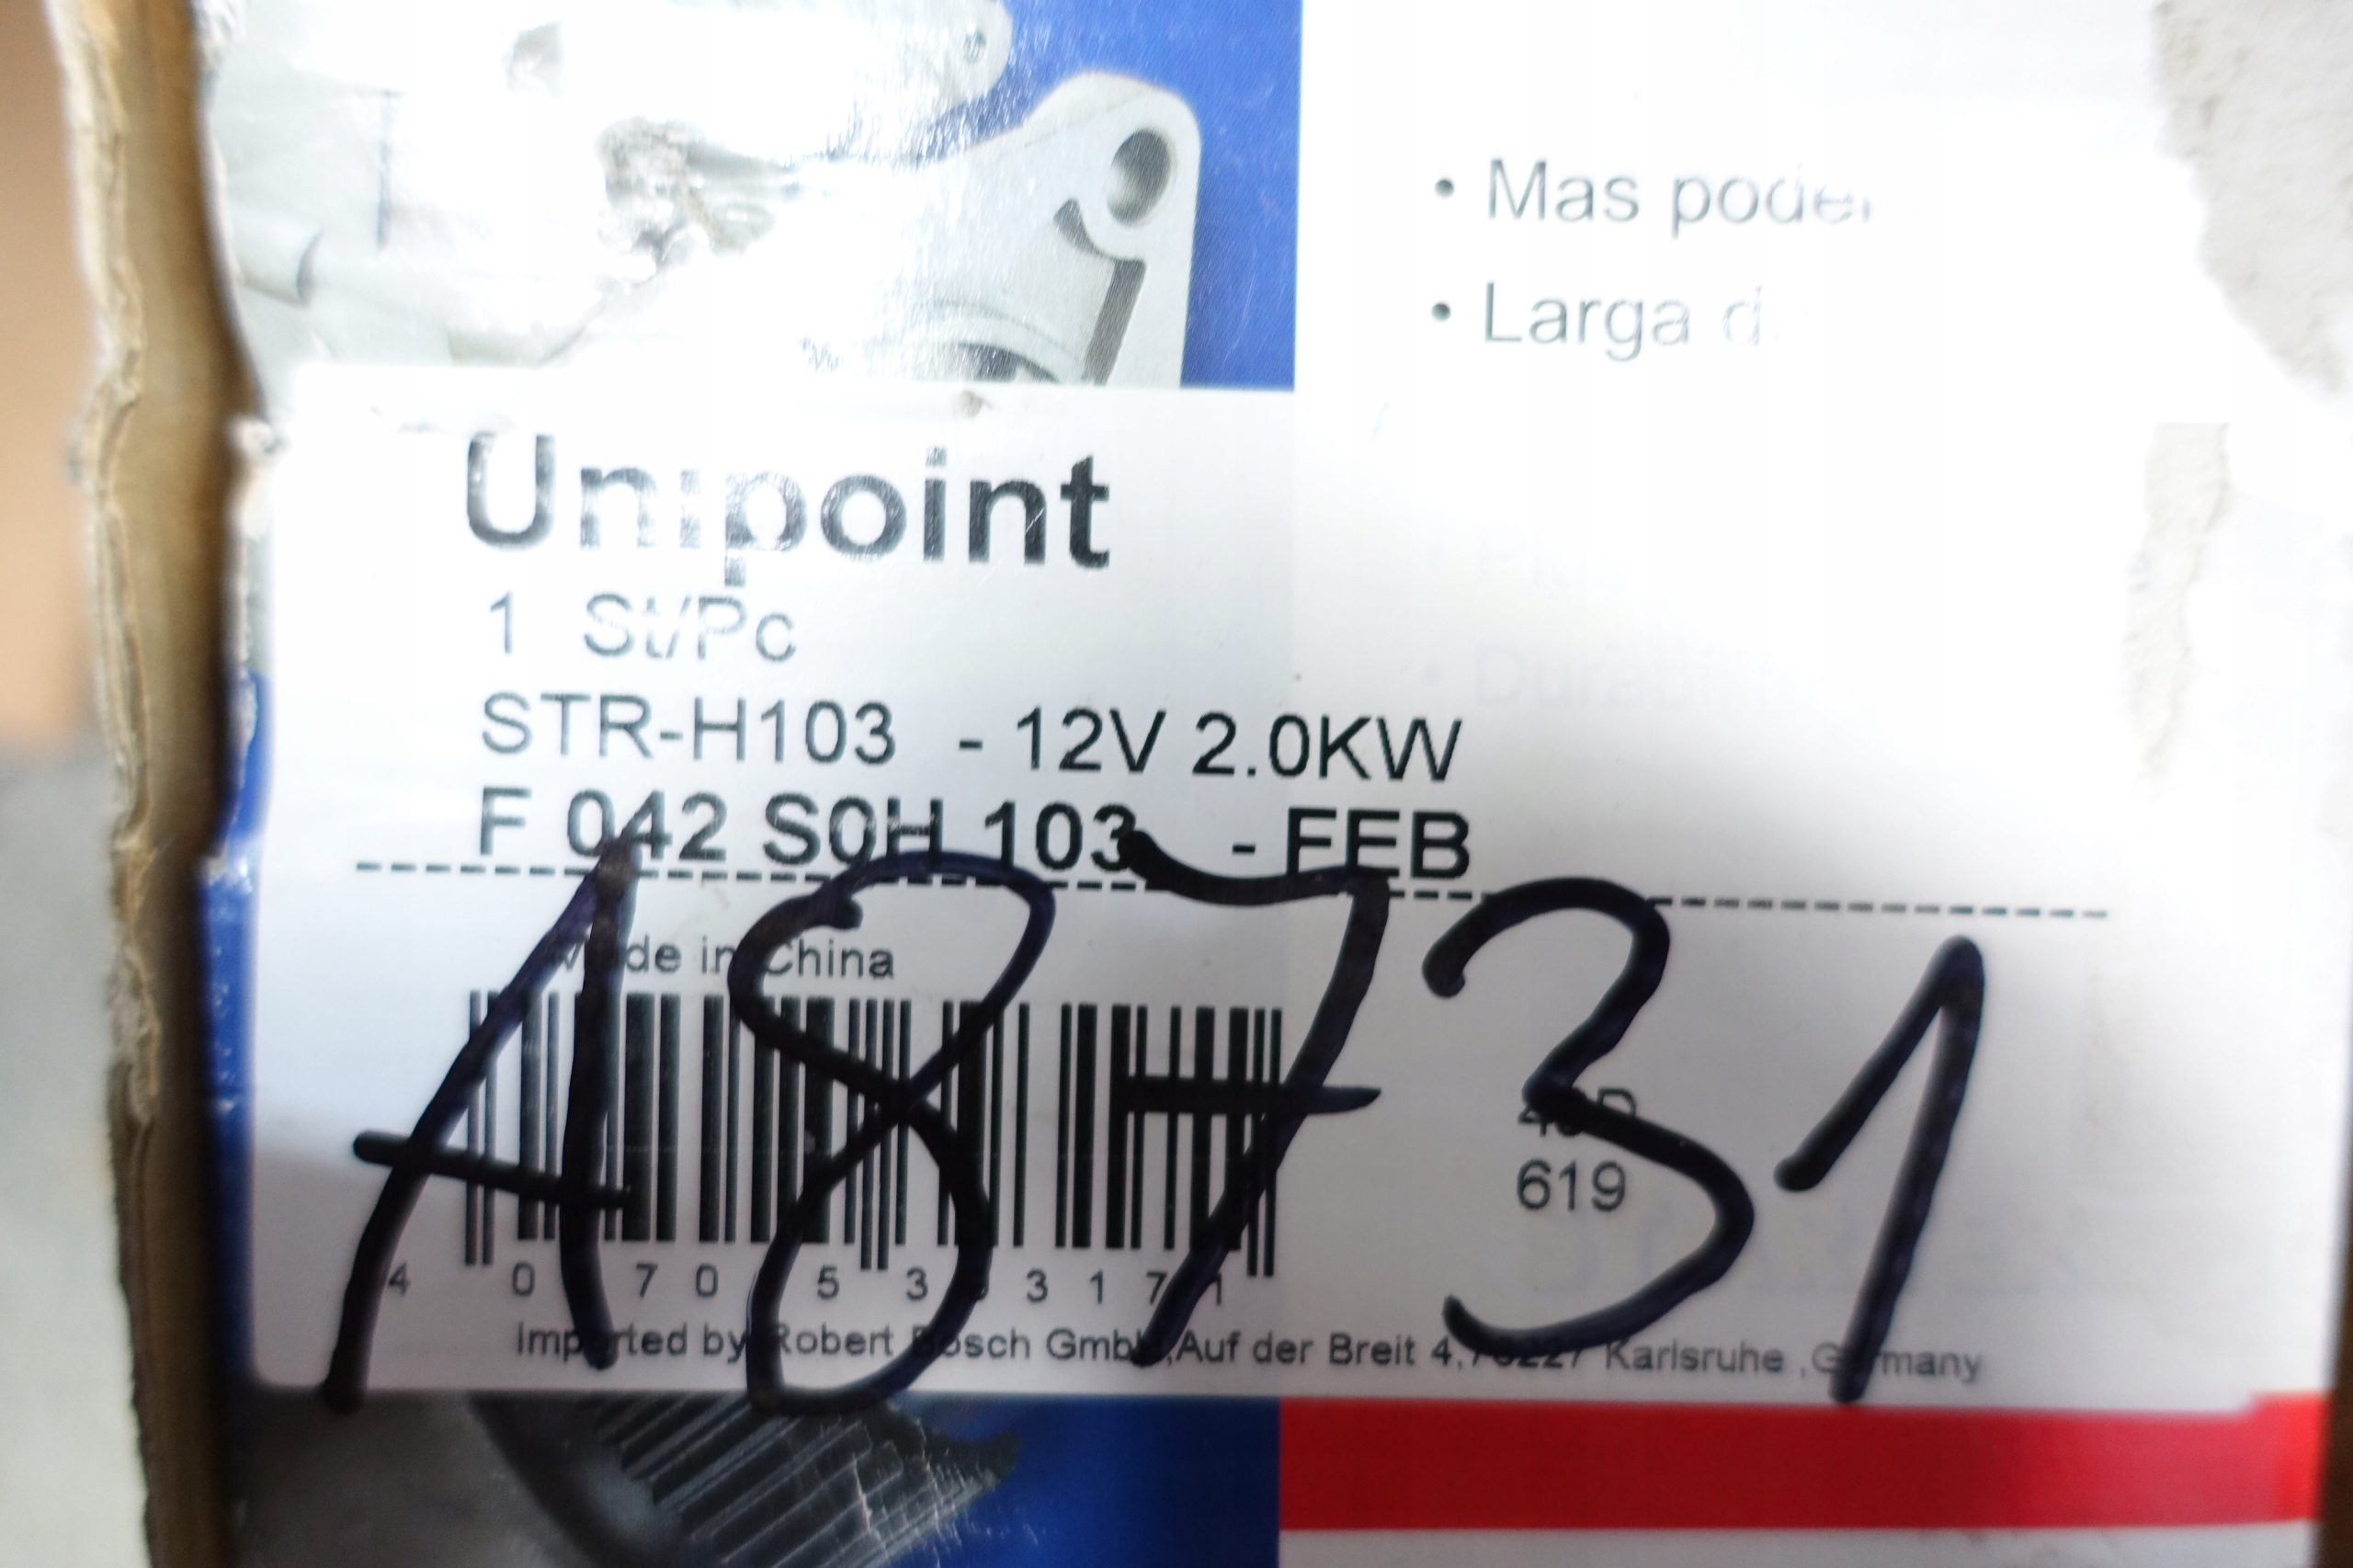 • Mas poder
• Larga
Unipoint
1 St/Pc
STR-H103 - 12V 2.0KW
F 042 S0H 103 - FEB
Made in China
A8731
619
Imported by Robert Bosch GmbH,Auf der Breit 4,76227 Karlsruhe ,Germany